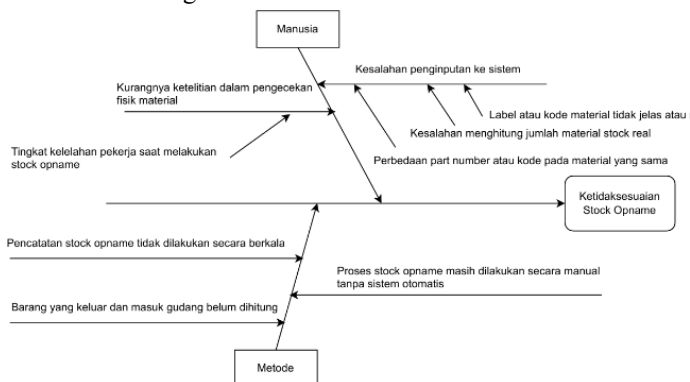 Manusia
Kesalahan penginputan ke sistem
Kurangnya ketelitian dalam pengecekan
fisik material
Label atau kode material tidak jelas atau
Kesalahan menghitung jumlah material stock real
Tingkat kelelahan pekerja saat melakukan
stock opname
Perbedaan part number atau kode pada material yang sama
Ketidaksesuaian
Stock Opname
Pencatatan stock opname tidak dilakukan secara berkala
Proses stock opname masih dilakukan secara manual
tanpa sistem otomatis
Barang yang keluar dan masuk gudang belum dihitung
Metode